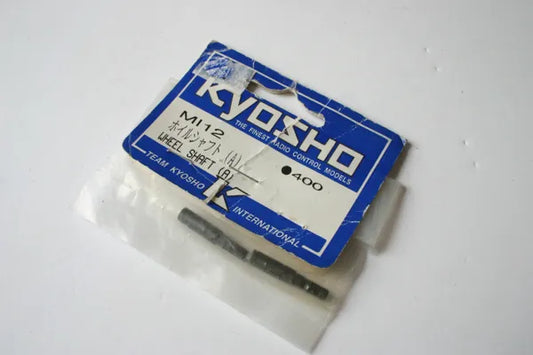 KYOSHO
THE FINEST RADIO CONTROL MODELS
MI12
ホイルシャフト (A)
WHEEL SHAFT (B)
●400
TEAM KYOSHO K INTERNATIONAL